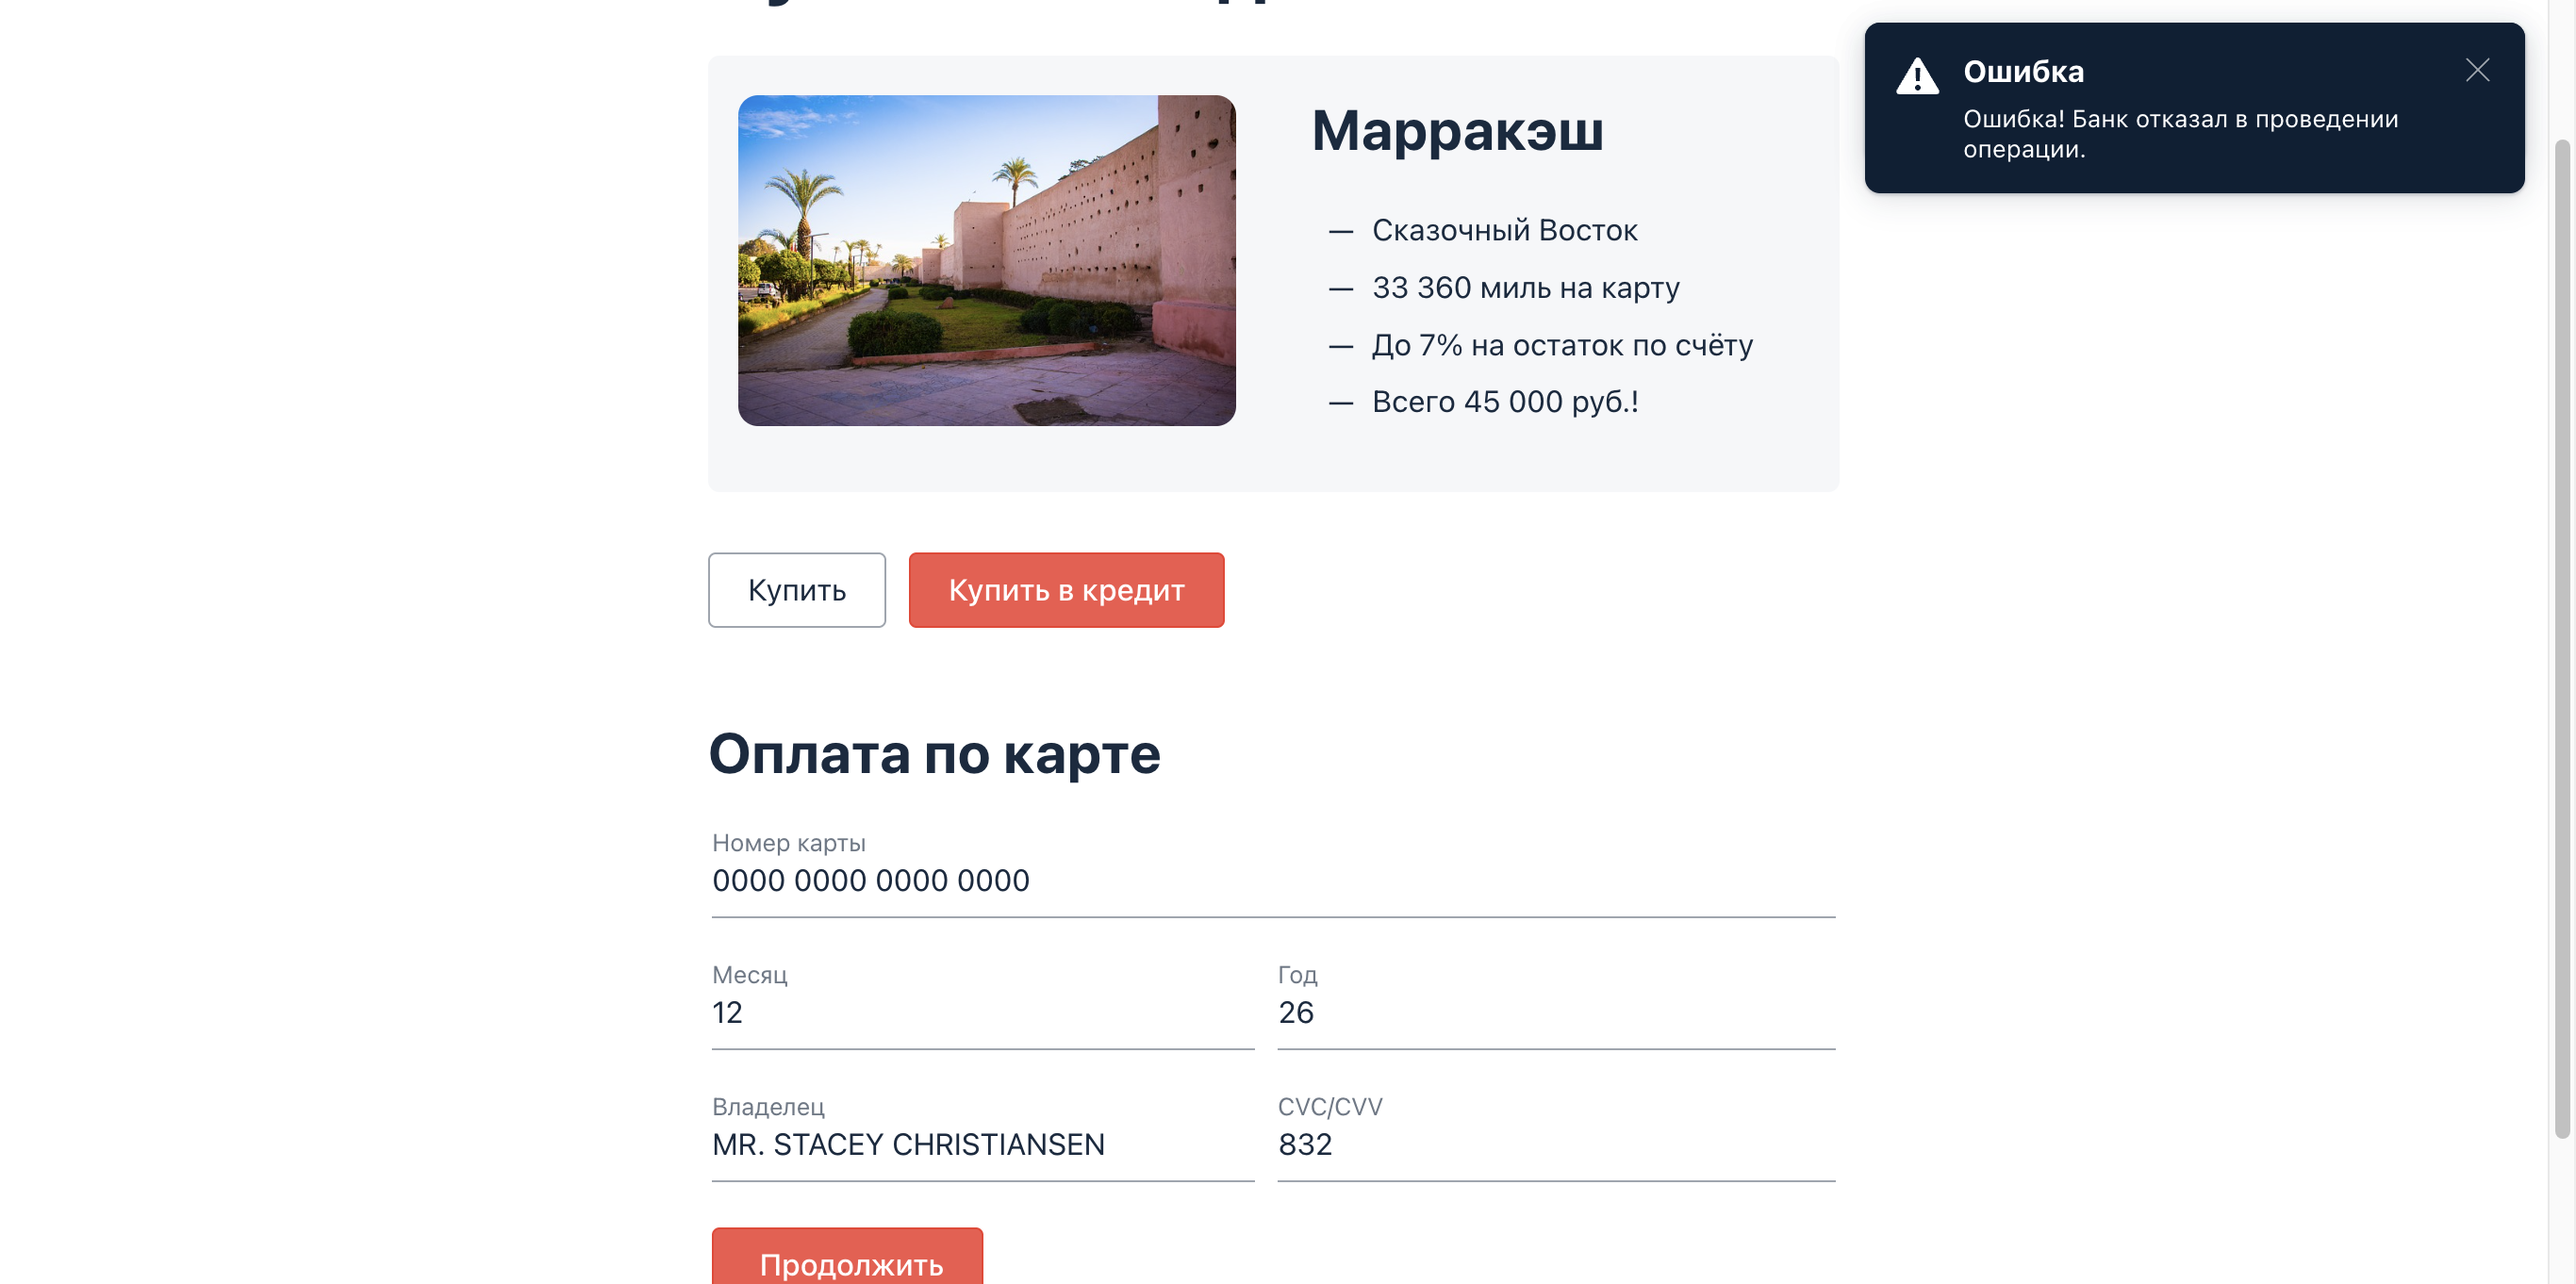 Марракэш
— Сказочный Восток
— 33 360 миль на карту
— До 7% на остаток по счёту
— Всего 45 000 руб.!
Ошибка
Ошибка! Банк отказал в проведении
операции.
Купить
Купить в кредит
Оплата по карте
Номер карты
0000 0000 0000 0000
Месяц
12
Год
26
Владелец
MR. STACEY CHRISTIANSEN
CVC/CVV
832
Продолжить